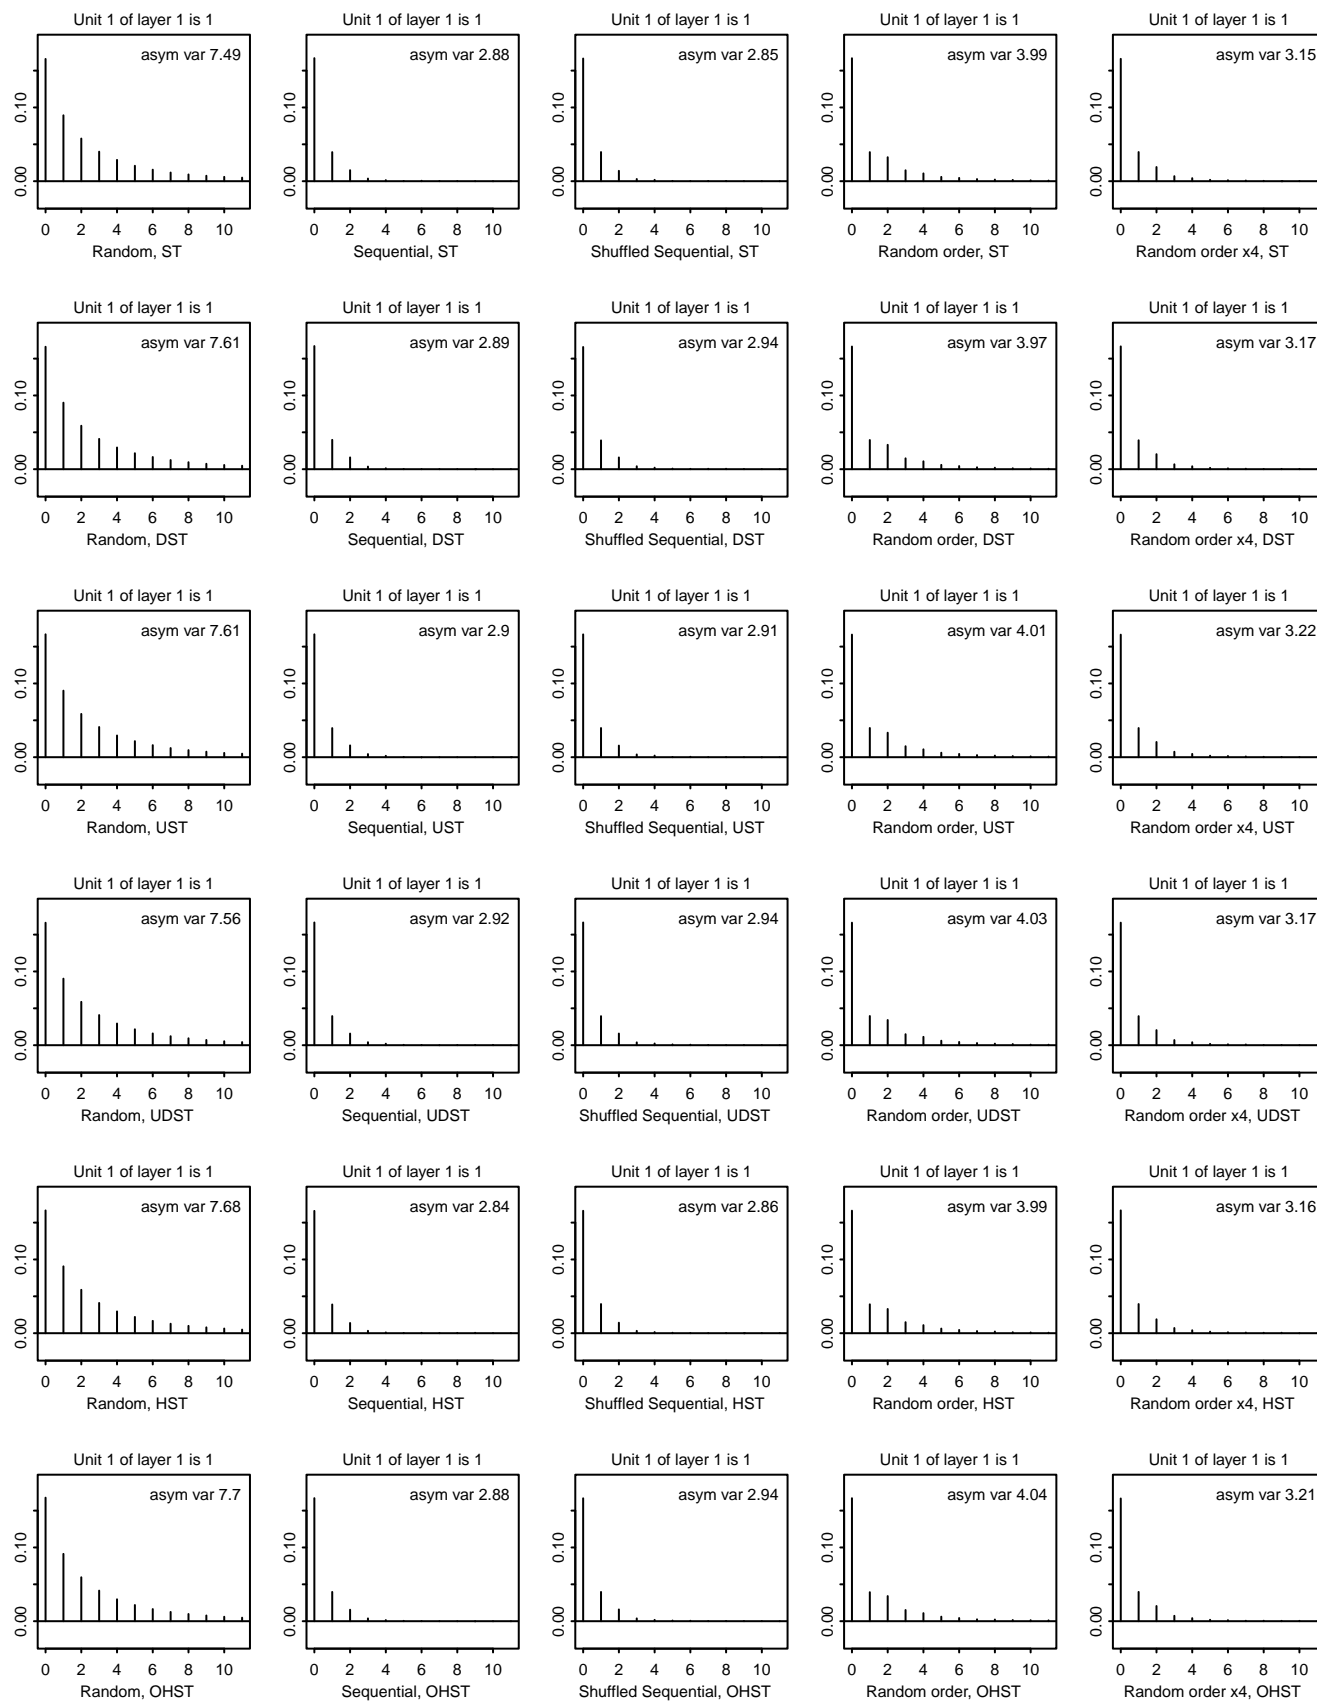 Unit 1 of layer 1 is 1 Unit 1 of layer 1 is 1 Unit 1 of layer 1 is 1 Unit 1 of layer 1 is 1 Unit 1 of layer 1 is 1
asym var 7.49 asym var 2.88 asym var 2.85 asym var 3.99 asym var 3.15
0.10 0.10 0.10 0.10 0.10
0.00 0.00 0.00 0.00 0.00
0 2 4 6 8 10 0 2 4 6 8 10 0 2 4 6 8 10 0 2 4 6 8 10 0 2 4 6 8 10
Random, ST Sequential, ST Shuffled Sequential, ST Random order, ST Random order x4, ST
Unit 1 of layer 1 is 1 Unit 1 of layer 1 is 1 Unit 1 of layer 1 is 1 Unit 1 of layer 1 is 1 Unit 1 of layer 1 is 1
asym var 7.61 asym var 2.89 asym var 2.94 asym var 3.97 asym var 3.17
0.10 0.10 0.10 0.10 0.10
0.00 0.00 0.00 0.00 0.00
0 2 4 6 8 10 0 2 4 6 8 10 0 2 4 6 8 10 0 2 4 6 8 10 0 2 4 6 8 10
Random, DST Sequential, DST Shuffled Sequential, DST Random order, DST Random order x4, DST
Unit 1 of layer 1 is 1 Unit 1 of layer 1 is 1 Unit 1 of layer 1 is 1 Unit 1 of layer 1 is 1 Unit 1 of layer 1 is 1
asym var 7.61 asym var 2.9 asym var 2.91 asym var 4.01 asym var 3.22
0.10 0.10 0.10 0.10 0.10
0.00 0.00 0.00 0.00 0.00
0 2 4 6 8 10 0 2 4 6 8 10 0 2 4 6 8 10 0 2 4 6 8 10 0 2 4 6 8 10
Random, UST Sequential, UST Shuffled Sequential, UST Random order, UST Random order x4, UST
Unit 1 of layer 1 is 1 Unit 1 of layer 1 is 1 Unit 1 of layer 1 is 1 Unit 1 of layer 1 is 1 Unit 1 of layer 1 is 1
asym var 7.56 asym var 2.92 asym var 2.94 asym var 4.03 asym var 3.17
0.10 0.10 0.10 0.10 0.10
0.00 0.00 0.00 0.00 0.00
0 2 4 6 8 10 0 2 4 6 8 10 0 2 4 6 8 10 0 2 4 6 8 10 0 2 4 6 8 10
Random, UDST Sequential, UDST Shuffled Sequential, UDST Random order, UDST Random order x4, UDST
Unit 1 of layer 1 is 1 Unit 1 of layer 1 is 1 Unit 1 of layer 1 is 1 Unit 1 of layer 1 is 1 Unit 1 of layer 1 is 1
asym var 7.68 asym var 2.84 asym var 2.86 asym var 3.99 asym var 3.16
0.10 0.10 0.10 0.10 0.10
0.00 0.00 0.00 0.00 0.00
0 2 4 6 8 10 0 2 4 6 8 10 0 2 4 6 8 10 0 2 4 6 8 10 0 2 4 6 8 10
Random, HST Sequential, HST Shuffled Sequential, HST Random order, HST Random order x4, HST
Unit 1 of layer 1 is 1 Unit 1 of layer 1 is 1 Unit 1 of layer 1 is 1 Unit 1 of layer 1 is 1 Unit 1 of layer 1 is 1
asym var 7.7 asym var 2.88 asym var 2.94 asym var 4.04 asym var 3.21
0.10 0.10 0.10 0.10 0.10
0.00 0.00 0.00 0.00 0.00
0 2 4 6 8 10 0 2 4 6 8 10 0 2 4 6 8 10 0 2 4 6 8 10 0 2 4 6 8 10
Random, OHST Sequential, OHST Shuffled Sequential, OHST Random order, OHST Random order x4, OHST